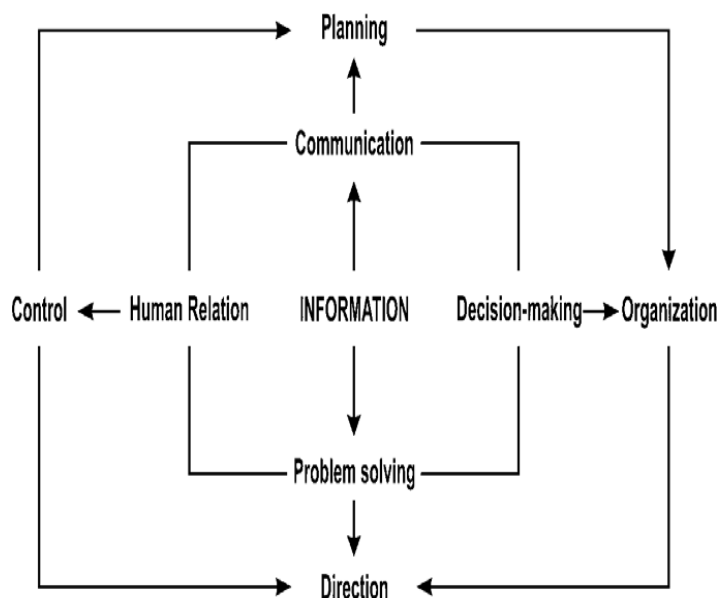 Planning
Communication
Control Human Relation INFORMATION Decision-making Organization
Problem solving
Direction